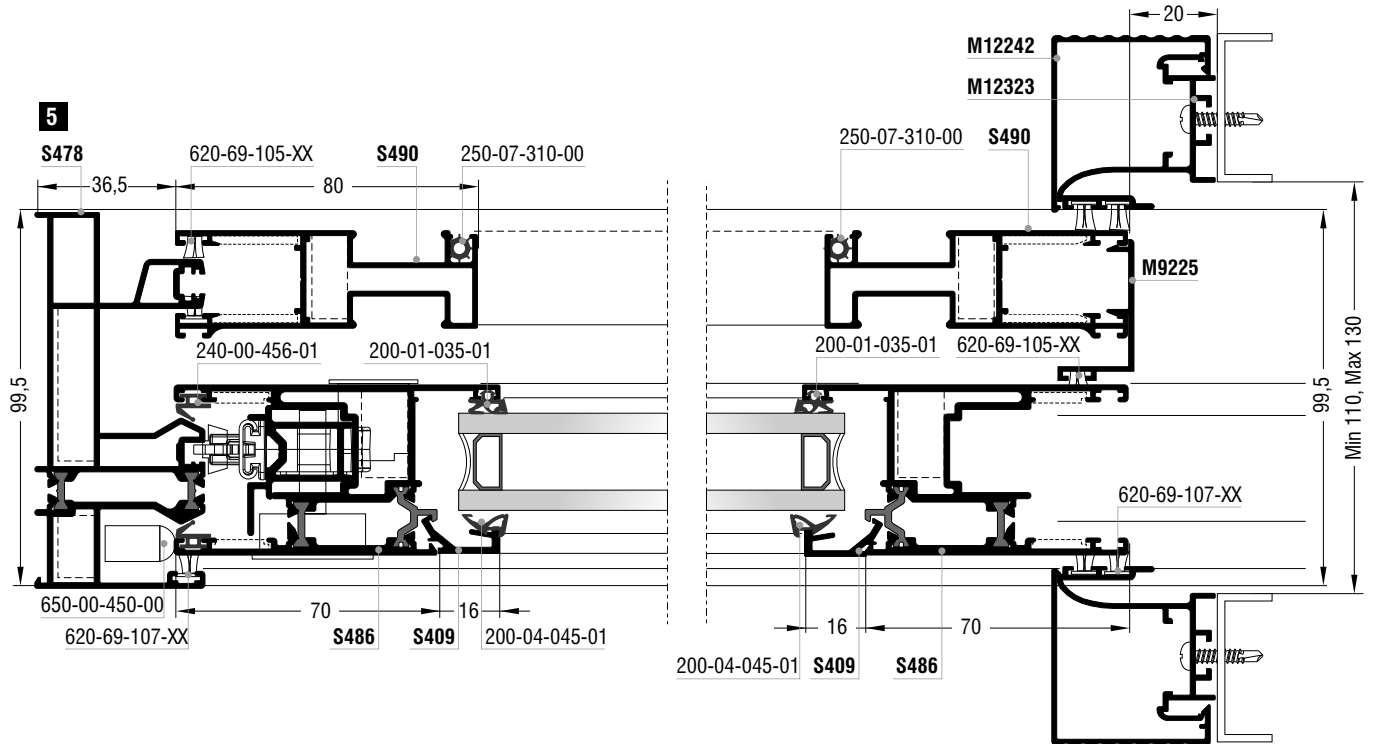 20
M12242
M12323
5
S478
620-69-105-XX
S490
250-07-310-00
250-07-310-00
S490
36,5
80
M9225
240-00-456-01
200-01-035-01
200-01-035-01
620-69-105-XX
99,5
99,5
Min 110, Max 130
620-69-107-XX
650-00-450-00
70
16
620-69-107-XX
S486
S409
200-04-045-01
16
70
200-04-045-01
S409
S486